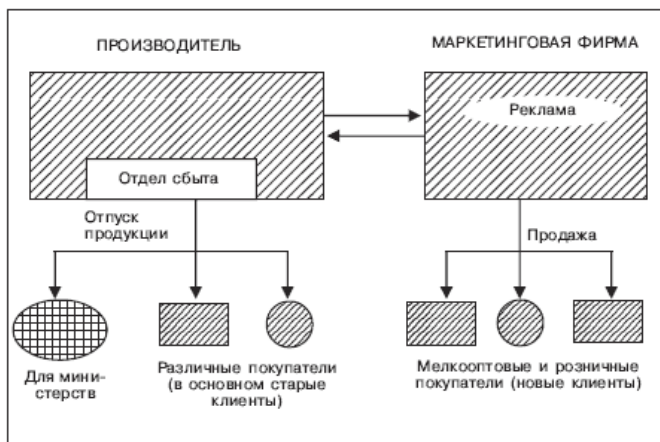 ПРОИЗВОДИТЕЛЬ
МАРКЕТИНГОВАЯ ФИРМА
Реклама
Отдел сбыта
Отпуск
продукции
Продажа
Для мини-
стерств
Различные покупатели
(в основном старые
клиенты)
Мелкооптовые и розничные
покупатели (новые клиенты)